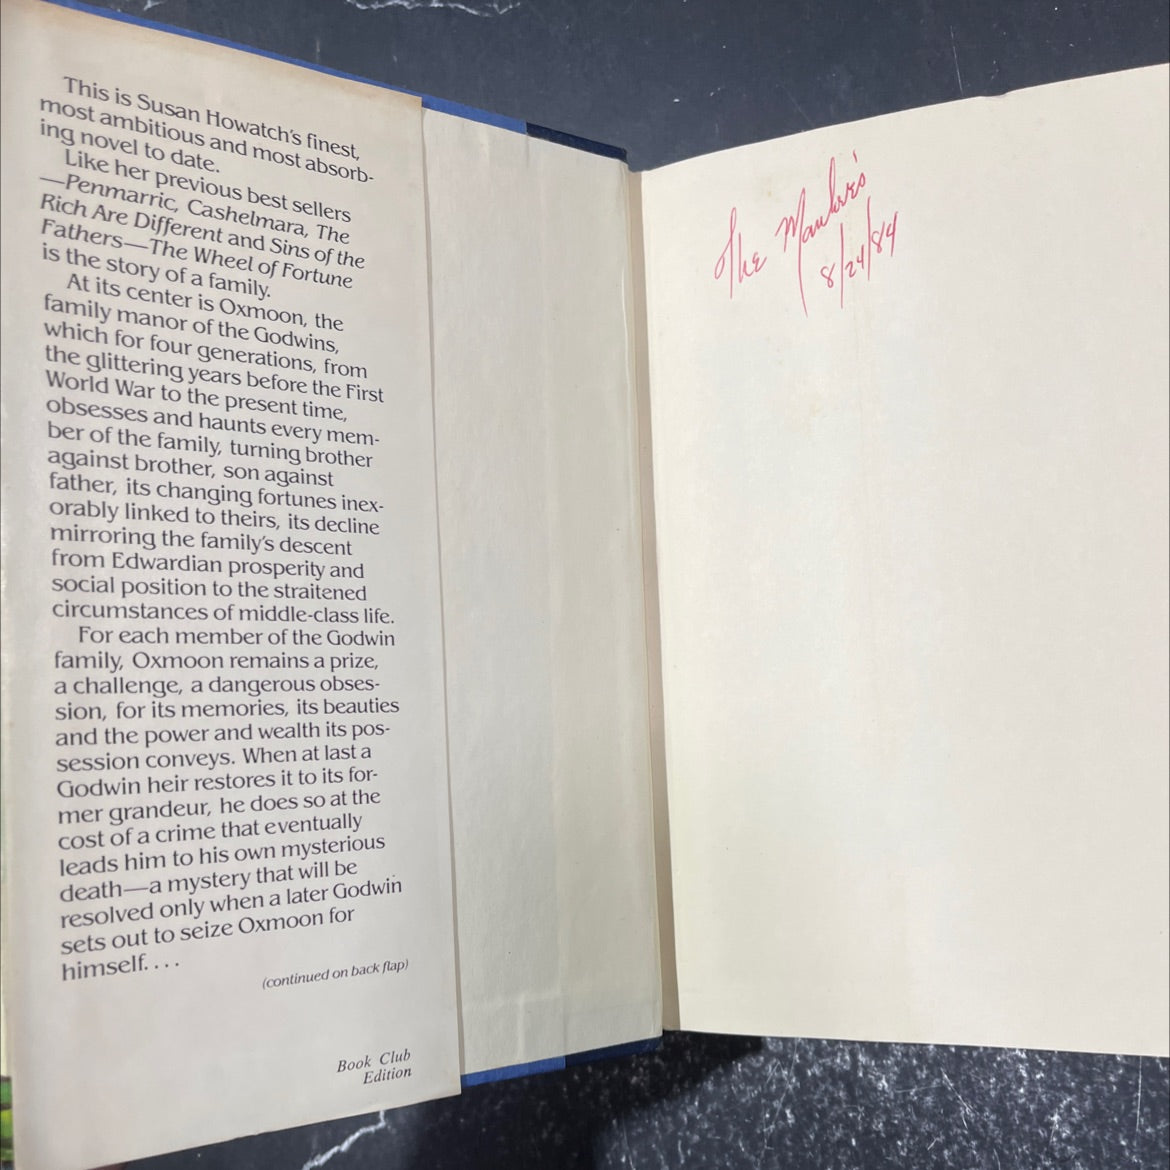 This is Susan Howatch's finest,
most ambitious and most absorb-
ing novel to date.
Like her previous best sellers
—Penmarric, Cashelmara, The
Rich Are Different and Sins of the
Fathers—The Wheel of Fortune
is the story of a family.
At its center is Oxmoon, the
family manor of the Godwins,
which for four generations, from
the glittering years before the First
World War to the present time,
obsesses and haunts every mem-
ber of the family, turning brother
against brother, son against
father, its changing fortunes inex-
orably linked to theirs, its decline
mirroring the family's descent
from Edwardian prosperity and
social position to the straitened
circumstances of middle-class life.
For each member of the Godwin
family, Oxmoon remains a prize,
a challenge, a dangerous obses-
sion, for its memories, its beauties
and the power and wealth its pos-
session conveys. When at last a
Godwin heir restores it to its for-
mer grandeur, he does so at the
cost of a crime that eventually
leads him to his own mysterious
death—a mystery that will be
resolved only when a later Godwin
sets out to seize Oxmoon for
himself. . . .
(continued on back flap)
Book Club
Edition
The
8/24/84